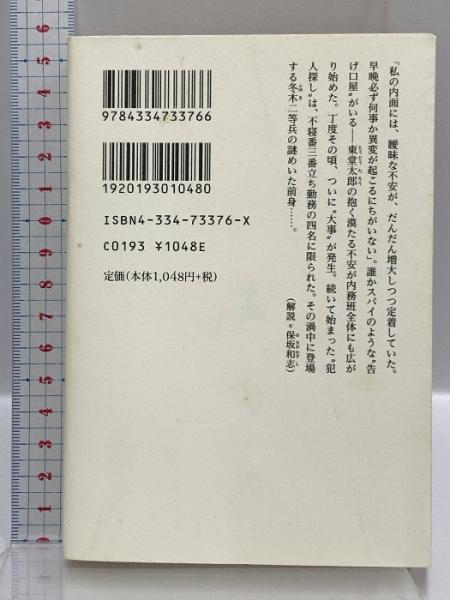 「私の内面には、曖昧な不安が、だんだん増大しつつ定着していた。
早晩必ず何事か異変が起こるにちがいない」。誰かスパイのような〝告
げ口屋〟がいる――東堂太郎の抱く漠たる不安が内務班全体にも広が
り始めた。丁度その頃、ついに〝大事〟が発生。続いて始まった〝犯
人探し〟は、不寝番三番立ち勤務の四名に限られた。その渦中に登場
する冬木二等兵の謎めいた前身……。
（解説・保坂和志）
9784334733766
1920193010480
ISBN4-334-73376-X
C0193 ¥1048E
定価(本体1,048円+税)